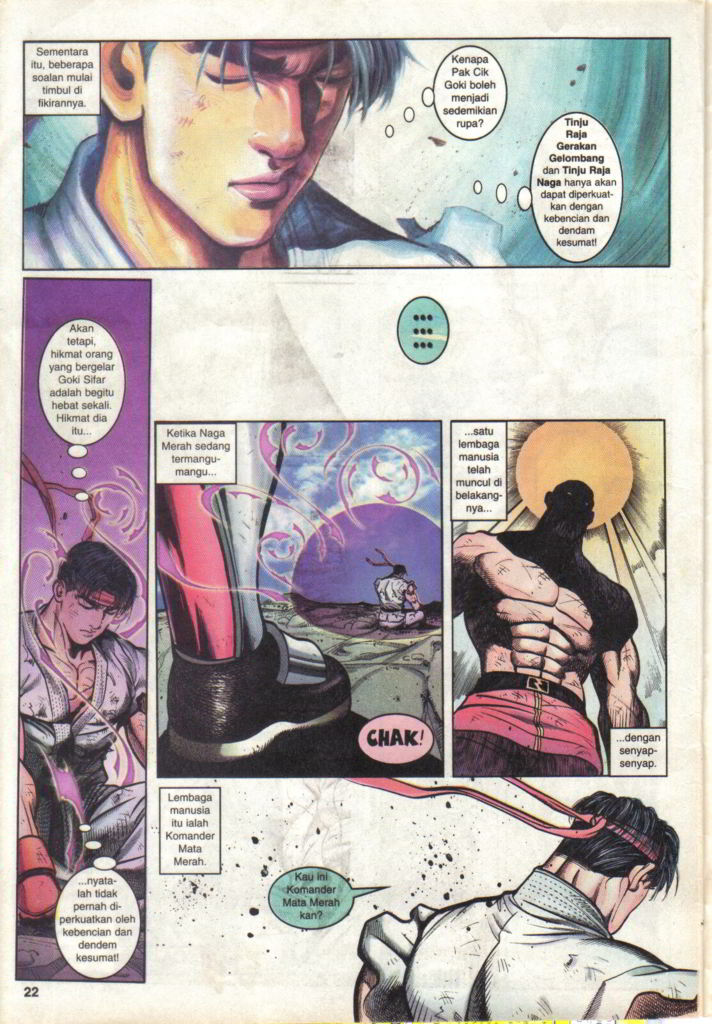 Sementara
itu, beberapa
soalan mulai
timbul di
fikirannya.
Kenapa
Pak Cik
Goki boleh
menjadi
sedemikian
rupa?
Tinju
Raja
Gerakan
Gelombang
dan Tinju Raja
Naga hanya akan
dapat diperkuat-
kan dengan
kebencian dan
dendam
kesumat!
Akan
tetapi,
hikmat orang
yang bergelar
Goki Sifar
adalah begitu
hebat sekali.
Hikmat dia
itu...
...nyata-
lah tidak
pernah di-
perkuatkan oleh
kebencian dan
dendem
kesumat!
•••
•••
•••
Ketika Naga
Merah sedang
termangu-
mangu...
CHAK!
...satu
lembaga
manusia
telah
muncul di
belakang-
nya...
...dengan
senyap-
senyap.
Lembaga
manusia
itu ialah
Komander
Mata
Merah.
Kau ini
Komander
Mata Merah
kan?
22